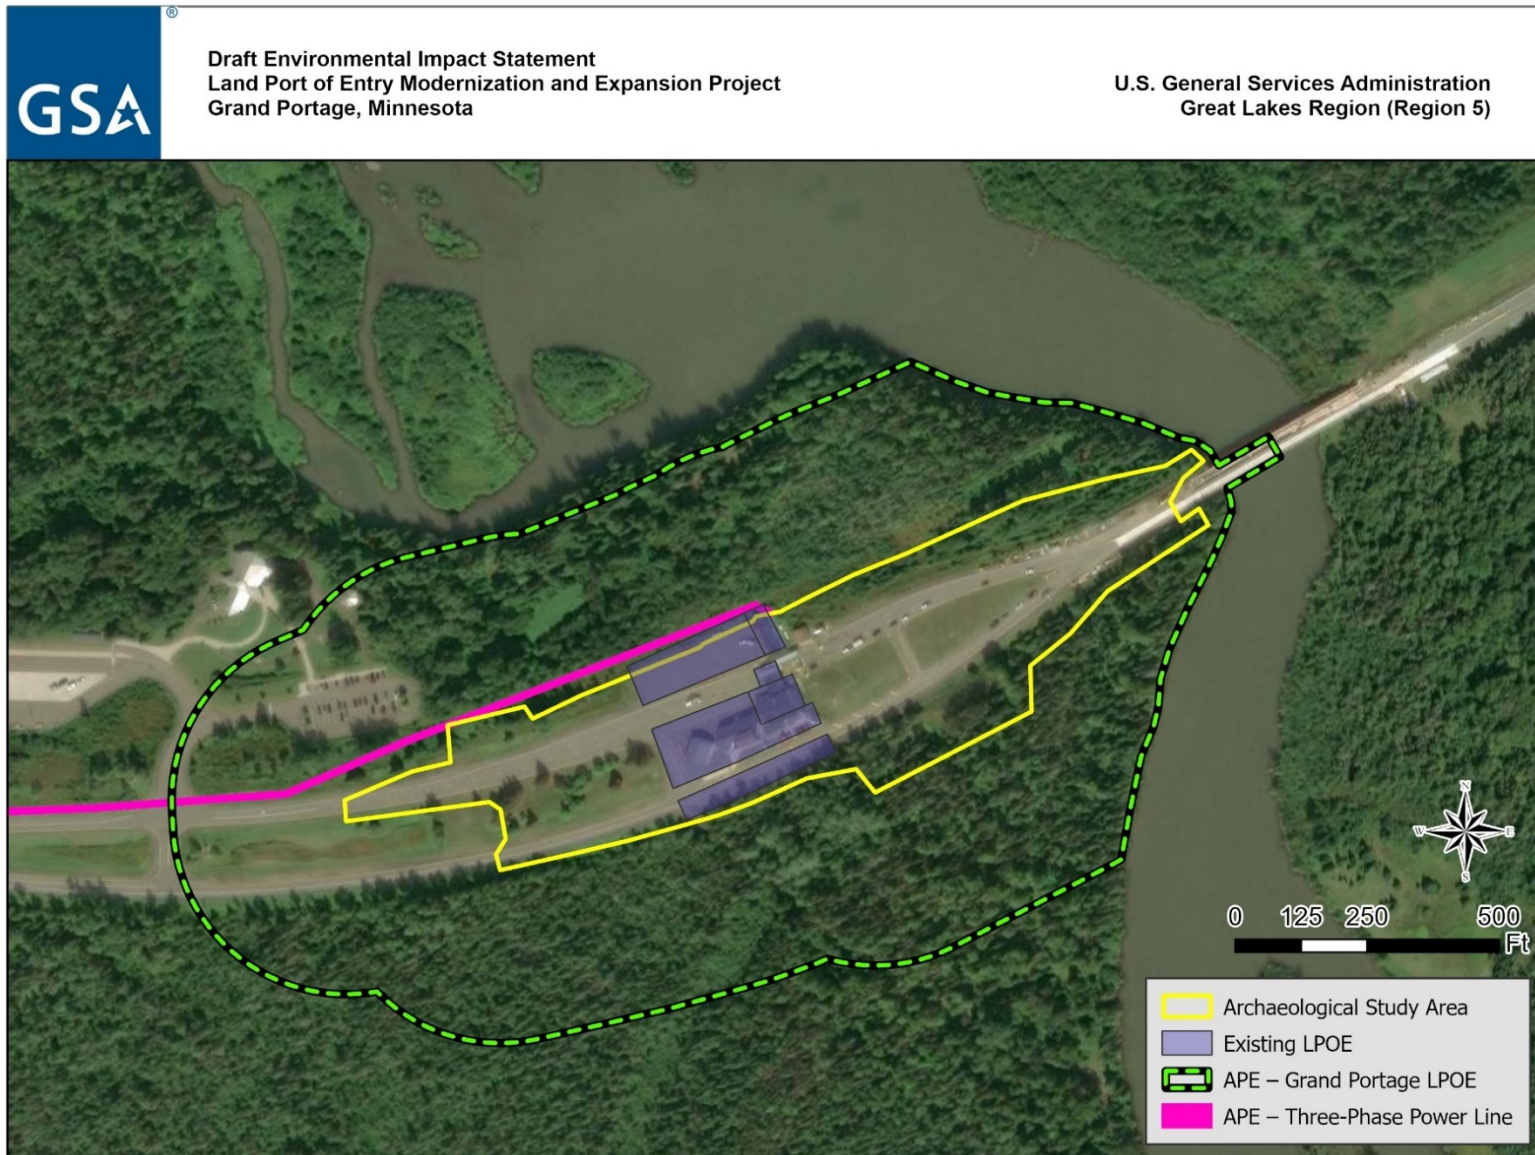 ®
GSA
Draft Environmental Impact Statement
Land Port of Entry Modernization and Expansion Project
Grand Portage, Minnesota
U.S. General Services Administration
Great Lakes Region (Region 5)
N
W E
S
0 125 250 500
Ft
Archaeological Study Area
Existing LPOE
APE – Grand Portage LPOE
APE – Three-Phase Power Line